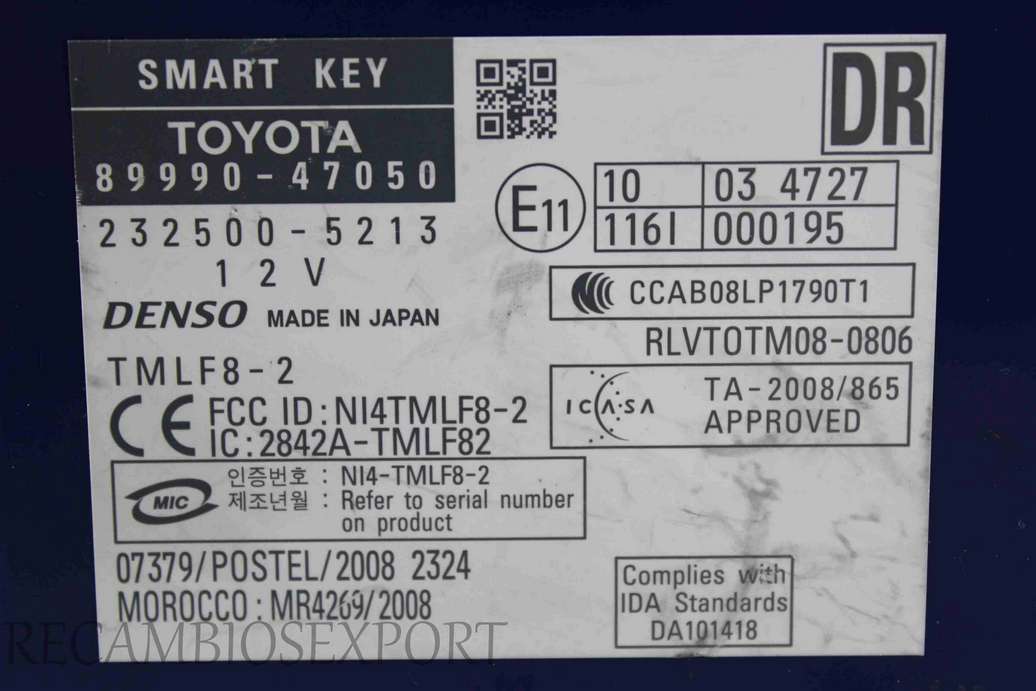 SMART KEY
TOYOTA
89990-47050
232500-5213
12V
DENSO MADE IN JAPAN
TMLF8-2
CE FCC ID:NI4TMLF8-2
IC:2842A-TMLF82
MIC
인증번호 : NI4-TMLF8-2
제조년월 : Refer to serial number
on product
07379/POSTEL/2008 2324
MOROCCO:MR4269/2008
DR
E11
10 03 4727
116I 000195
CCAB08LP1790T1
RLVTOTM08-0806
ICASA
TA-2008/865
APPROVED
Complies with
IDA Standards
DA101418
RECAMBIOSEXPORT